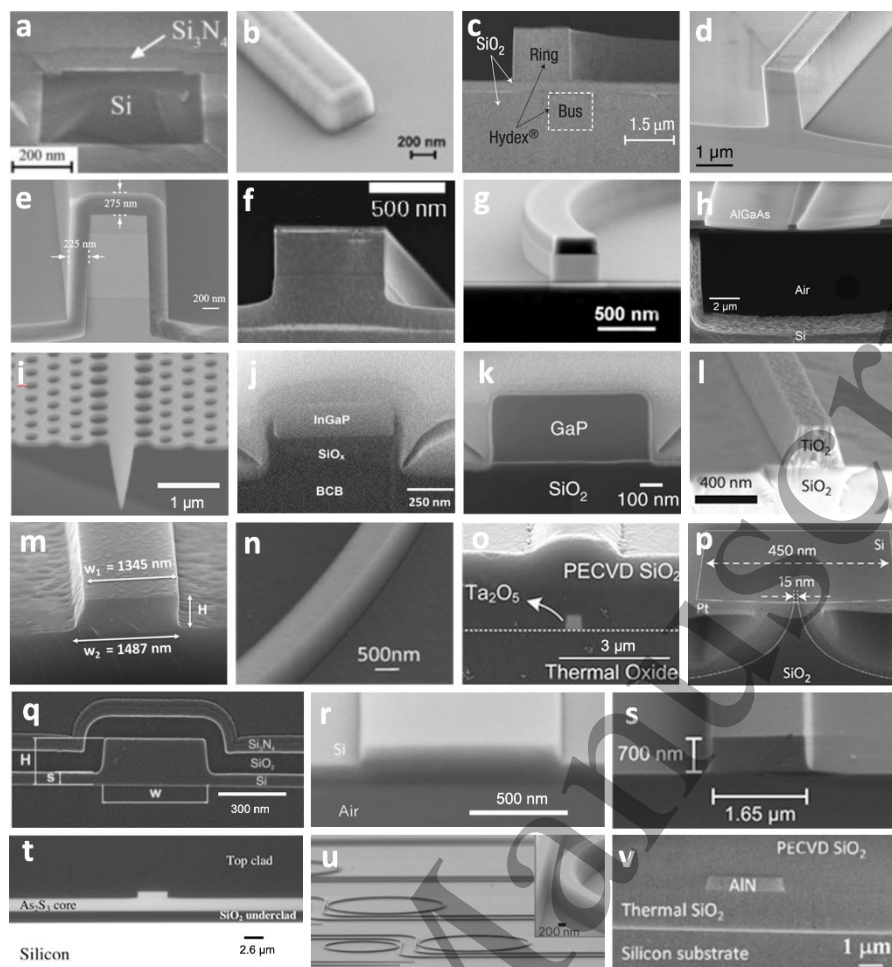 a
Si₃N₄
Si
200 nm
b
200 nm
c
SiO₂
Ring
Bus
Hydex®
1.5 μm
d
1 μm
e
275 nm
225 nm
200 nm
f
500 nm
g
500 nm
h
AlGaAs
Air
2 μm
Si
i
1 μm
j
InGaP
SiOₓ
BCB
250 nm
k
GaP
SiO₂
100 nm
l
TiO₂
400 nm
SiO₂
m
w₁ = 1345 nm
H
w₂ = 1487 nm
n
500nm
o
PECVD SiO₂
Ta₂O₅
3 μm
Thermal Oxide
p
450 nm
Si
15 nm
Pt
SiO₂
q
Si₃N₄
H
SiO₂
s
Si
w
300 nm
r
Si
500 nm
Air
s
700 nm
1.65 μm
t
Top clad
As₂S₃ core
SiO₂ underclad
2.6 μm
Silicon
u
200 nm
v
PECVD SiO₂
AlN
Thermal SiO₂
Silicon substrate
1 μm